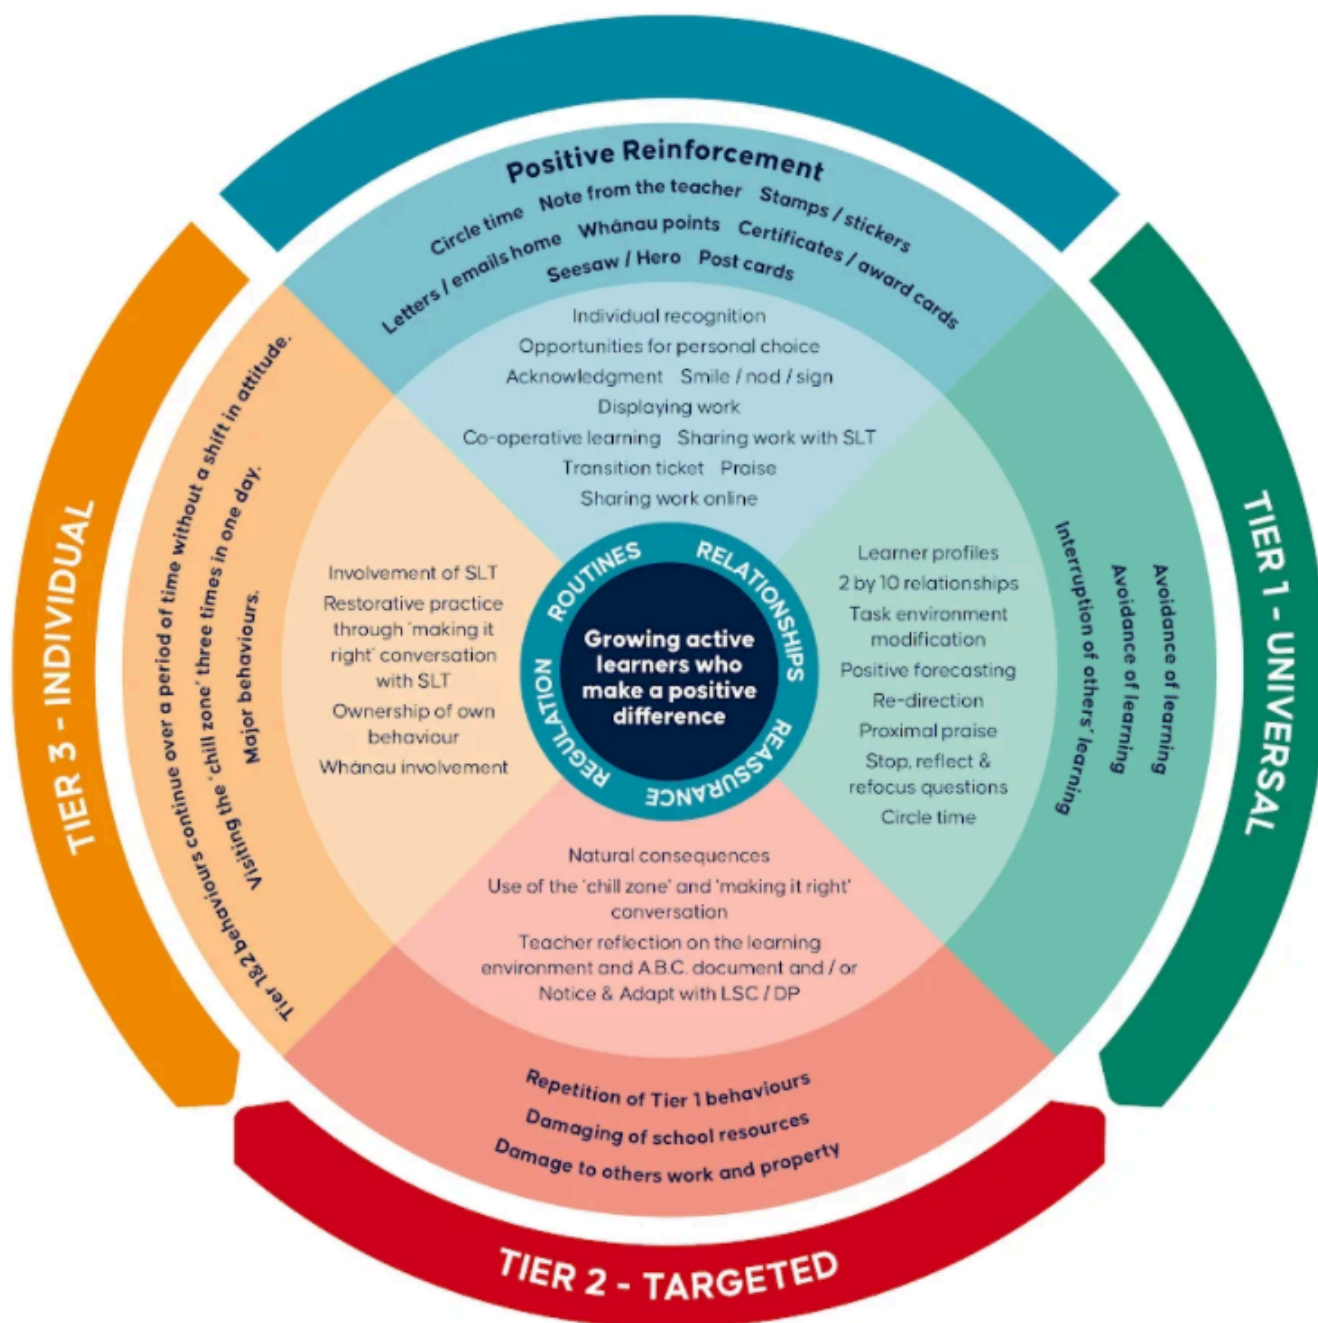 Positive Reinforcement
Circle time Note from the teacher Stamps / stickers
Letters / emails home Whánau points Certificates / award cards
Seesaw / Hero Post cards
Individual recognition
Opportunities for personal choice
Acknowledgment Smile / nod / sign
Displaying work
Co-operative learning Sharing work with SLT
Transition ticket Praise
Sharing work online
TIER 1 - UNIVERSAL
Avoidance of learning
Avoidance of learning
Interruption of others' learning
Learner profiles
2 by 10 relationships
Task environment
modification
Positive forecasting
Re-direction
Proximal praise
Stop, reflect &
refocus questions
Circle time
ROUTINES
RELATIONSHIPS
REASSURANCE
REGULATION
Growing active
learners who
make a positive
difference
Natural consequences
Use of the 'chill zone' and 'making it right'
conversation
Teacher reflection on the learning
environment and A.B.C. document and / or
Notice & Adapt with LSC / DP
Repetition of Tier 1 behaviours
Damaging of school resources
Damage to others work and property
TIER 2 - TARGETED
TIER 3 - INDIVIDUAL
Tier 1&2 behaviours continue over a period of time without a shift in attitude.
Visiting the 'chill zone' three times in one day.
Major behaviours.
Involvement of SLT
Restorative practice
through 'making it
right' conversation
with SLT
Ownership of own
behaviour
Whánau involvement